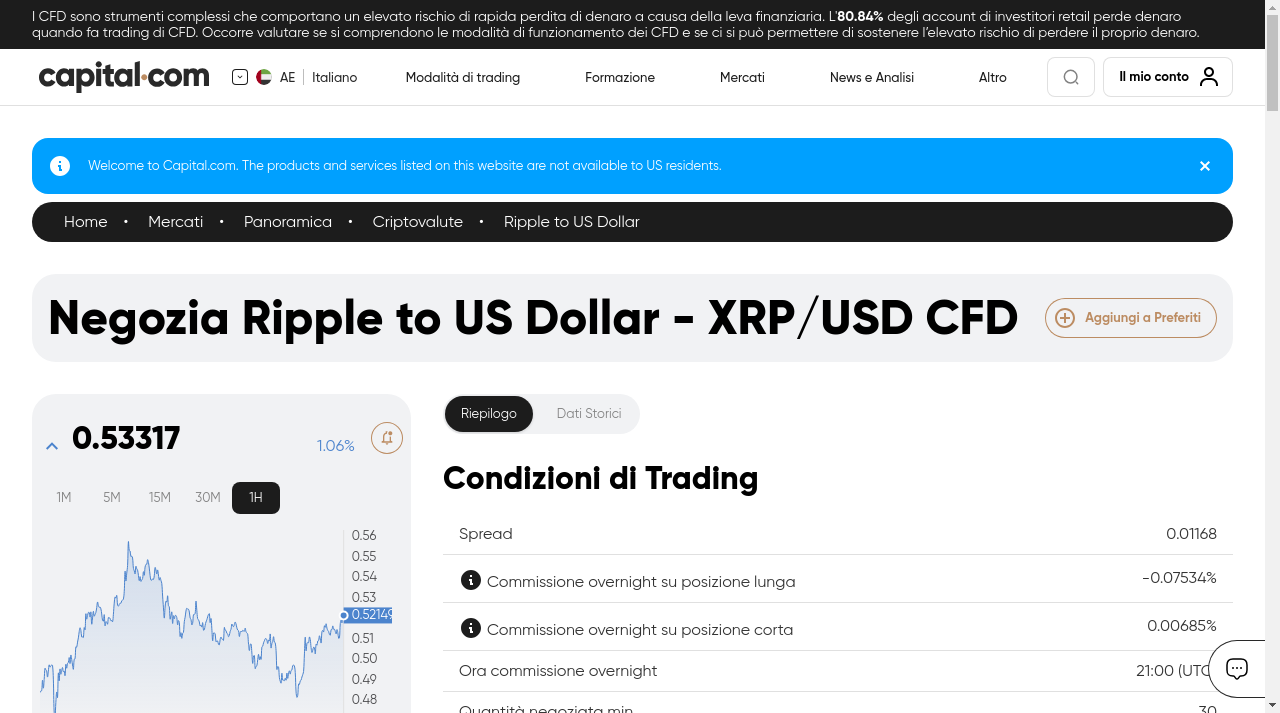 I CFD sono strumenti complessi che comportano un elevato rischio di rapida perdita di denaro a causa della leva finanziaria. L'80.84% degli account di investitori retail perde denaro
quando fa trading di CFD. Occorre valutare se si comprendono le modalità di funzionamento dei CFD e se ci si può permettere di sostenere l’elevato rischio di perdere il proprio denaro.
capital.com AE Italiano Modalità di trading Formazione Mercati News e Analisi Altro Il mio conto
Welcome to Capital.com. The products and services listed on this website are not available to US residents.
Home • Mercati • Panoramica • Criptovalute • Ripple to US Dollar
Negozia Ripple to US Dollar - XRP/USD CFD
Aggiungi a Preferiti
0.53317
1.06%
1M 5M 15M 30M 1H
0.56
0.55
0.54
0.53
0.52149
0.51
0.50
0.49
0.48
Riepilogo Dati Storici
Condizioni di Trading
Spread 0.01168
Commissione overnight su posizione lunga -0.07534%
Commissione overnight su posizione corta 0.00685%
Ora commissione overnight 21:00 (UTC
Quantità negoziata min 30